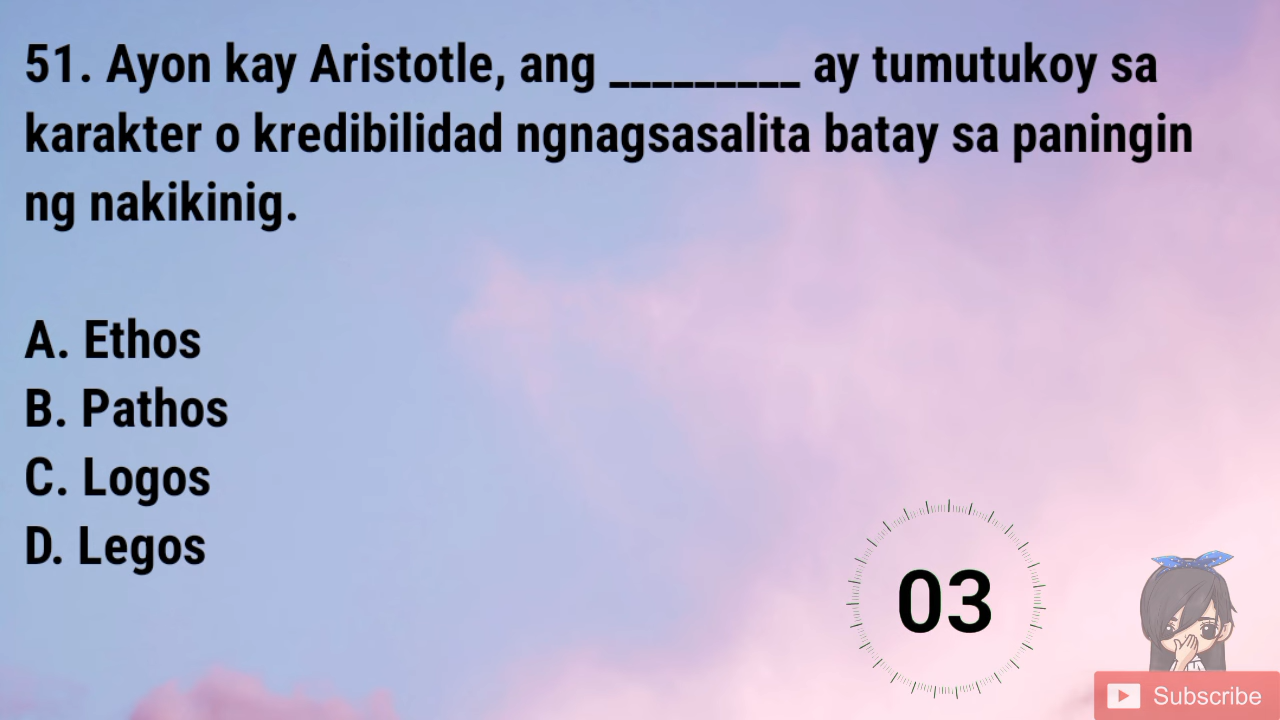 51. Ayon kay Aristotle, ang _________ ay tumutukoy sa
karakter o kredibilidad ngnagsasalita batay sa paningin
ng nakikinig.
A. Ethos
B. Pathos
C. Logos
D. Legos
03
Subscribe